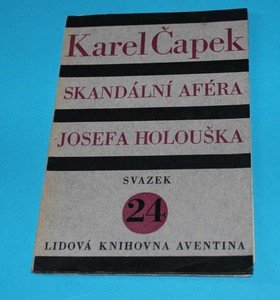 Karel Čapek
SKANDÁLNÍ AFÉRA
JOSEFA HOLOUŠKA
SVAZEK
24
LIDOVÁ KNIHOVNA AVENTINA